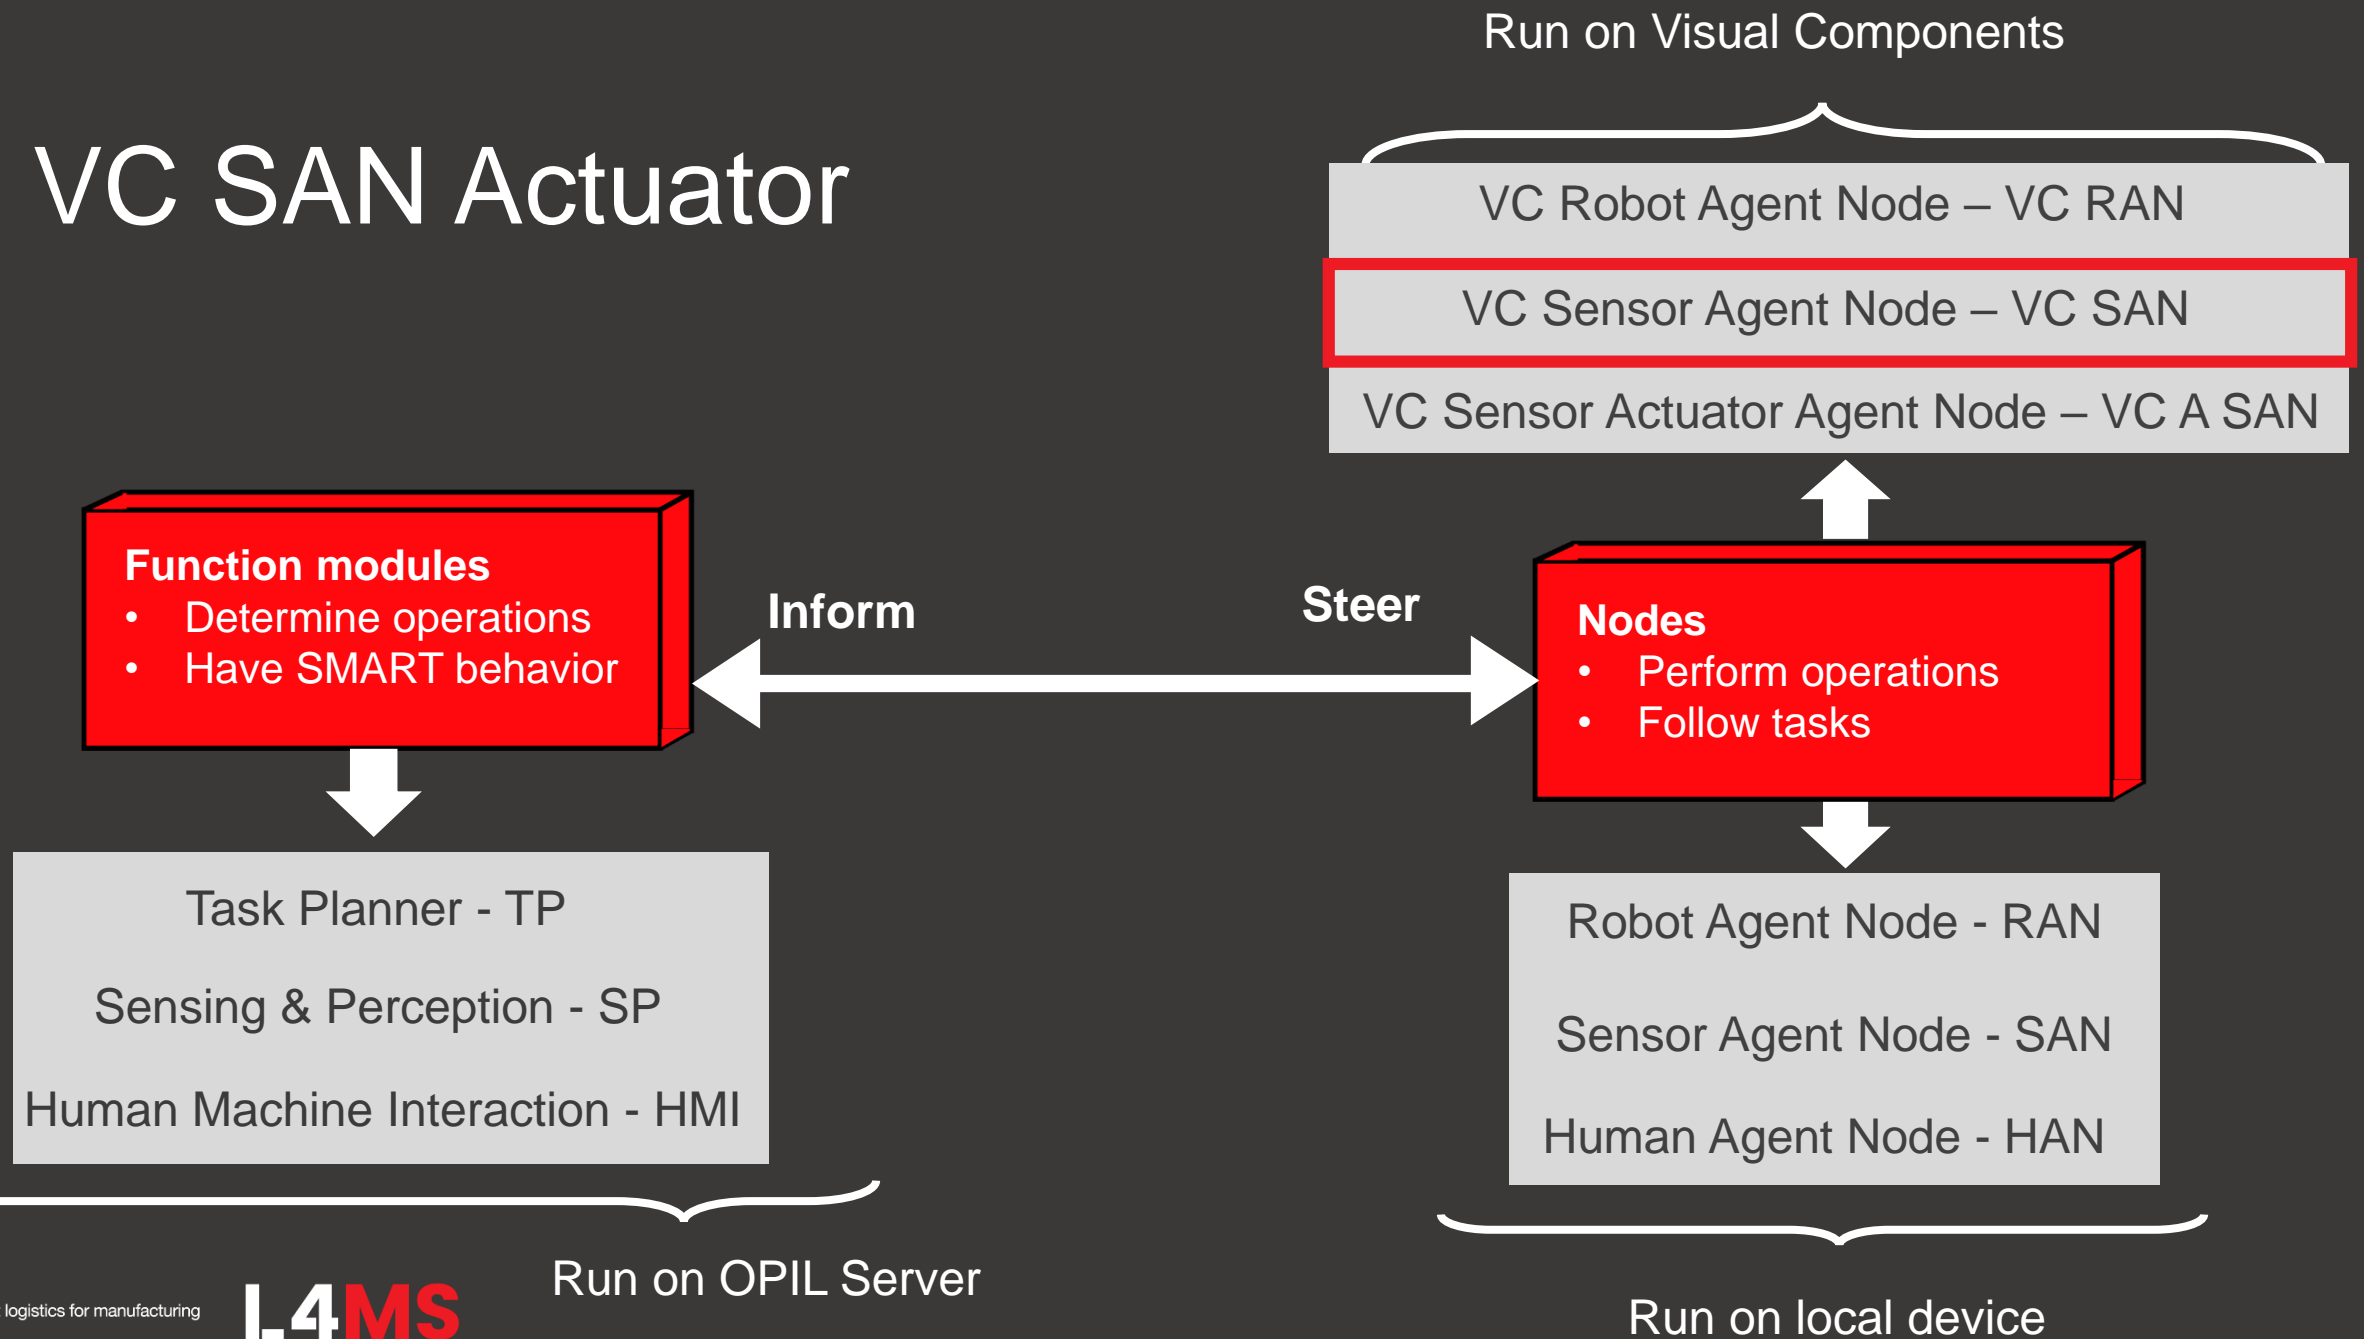 Run on Visual Components
VC SAN Actuator
VC Robot Agent Node – VC RAN
VC Sensor Agent Node – VC SAN
VC Sensor Actuator Agent Node – VC A SAN
Function modules
• Determine operations
• Have SMART behavior
Inform
Steer
Nodes
• Perform operations
• Follow tasks
Task Planner - TP
Sensing & Perception - SP
Human Machine Interaction - HMI
Robot Agent Node - RAN
Sensor Agent Node - SAN
Human Agent Node - HAN
Run on OPIL Server
Run on local device
logistics for manufacturing
L4MS